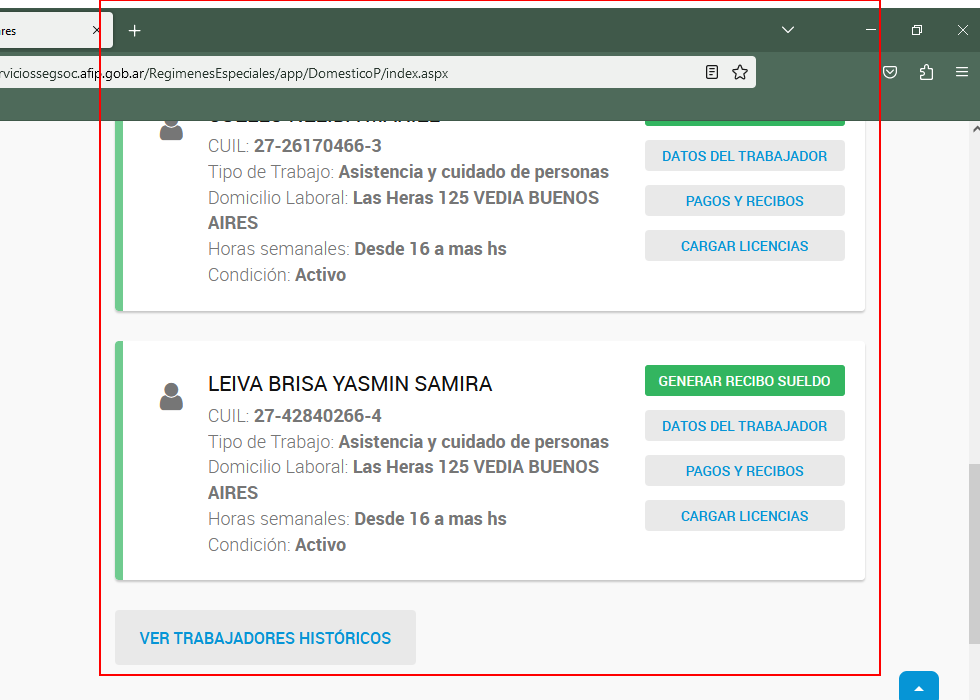 res
rviciossegsoc.afip.gob.ar/RegimenesEspeciales/app/DomesticoP/index.aspx
CUIL: 27-26170466-3
Tipo de Trabajo: Asistencia y cuidado de personas
Domicilio Laboral: Las Heras 125 VEDIA BUENOS
AIRES
Horas semanales: Desde 16 a mas hs
Condición: Activo
DATOS DEL TRABAJADOR
PAGOS Y RECIBOS
CARGAR LICENCIAS
LEIVA BRISA YASMIN SAMIRA
CUIL: 27-42840266-4
Tipo de Trabajo: Asistencia y cuidado de personas
Domicilio Laboral: Las Heras 125 VEDIA BUENOS
AIRES
Horas semanales: Desde 16 a mas hs
Condición: Activo
GENERAR RECIBO SUELDO
DATOS DEL TRABAJADOR
PAGOS Y RECIBOS
CARGAR LICENCIAS
VER TRABAJADORES HISTÓRICOS